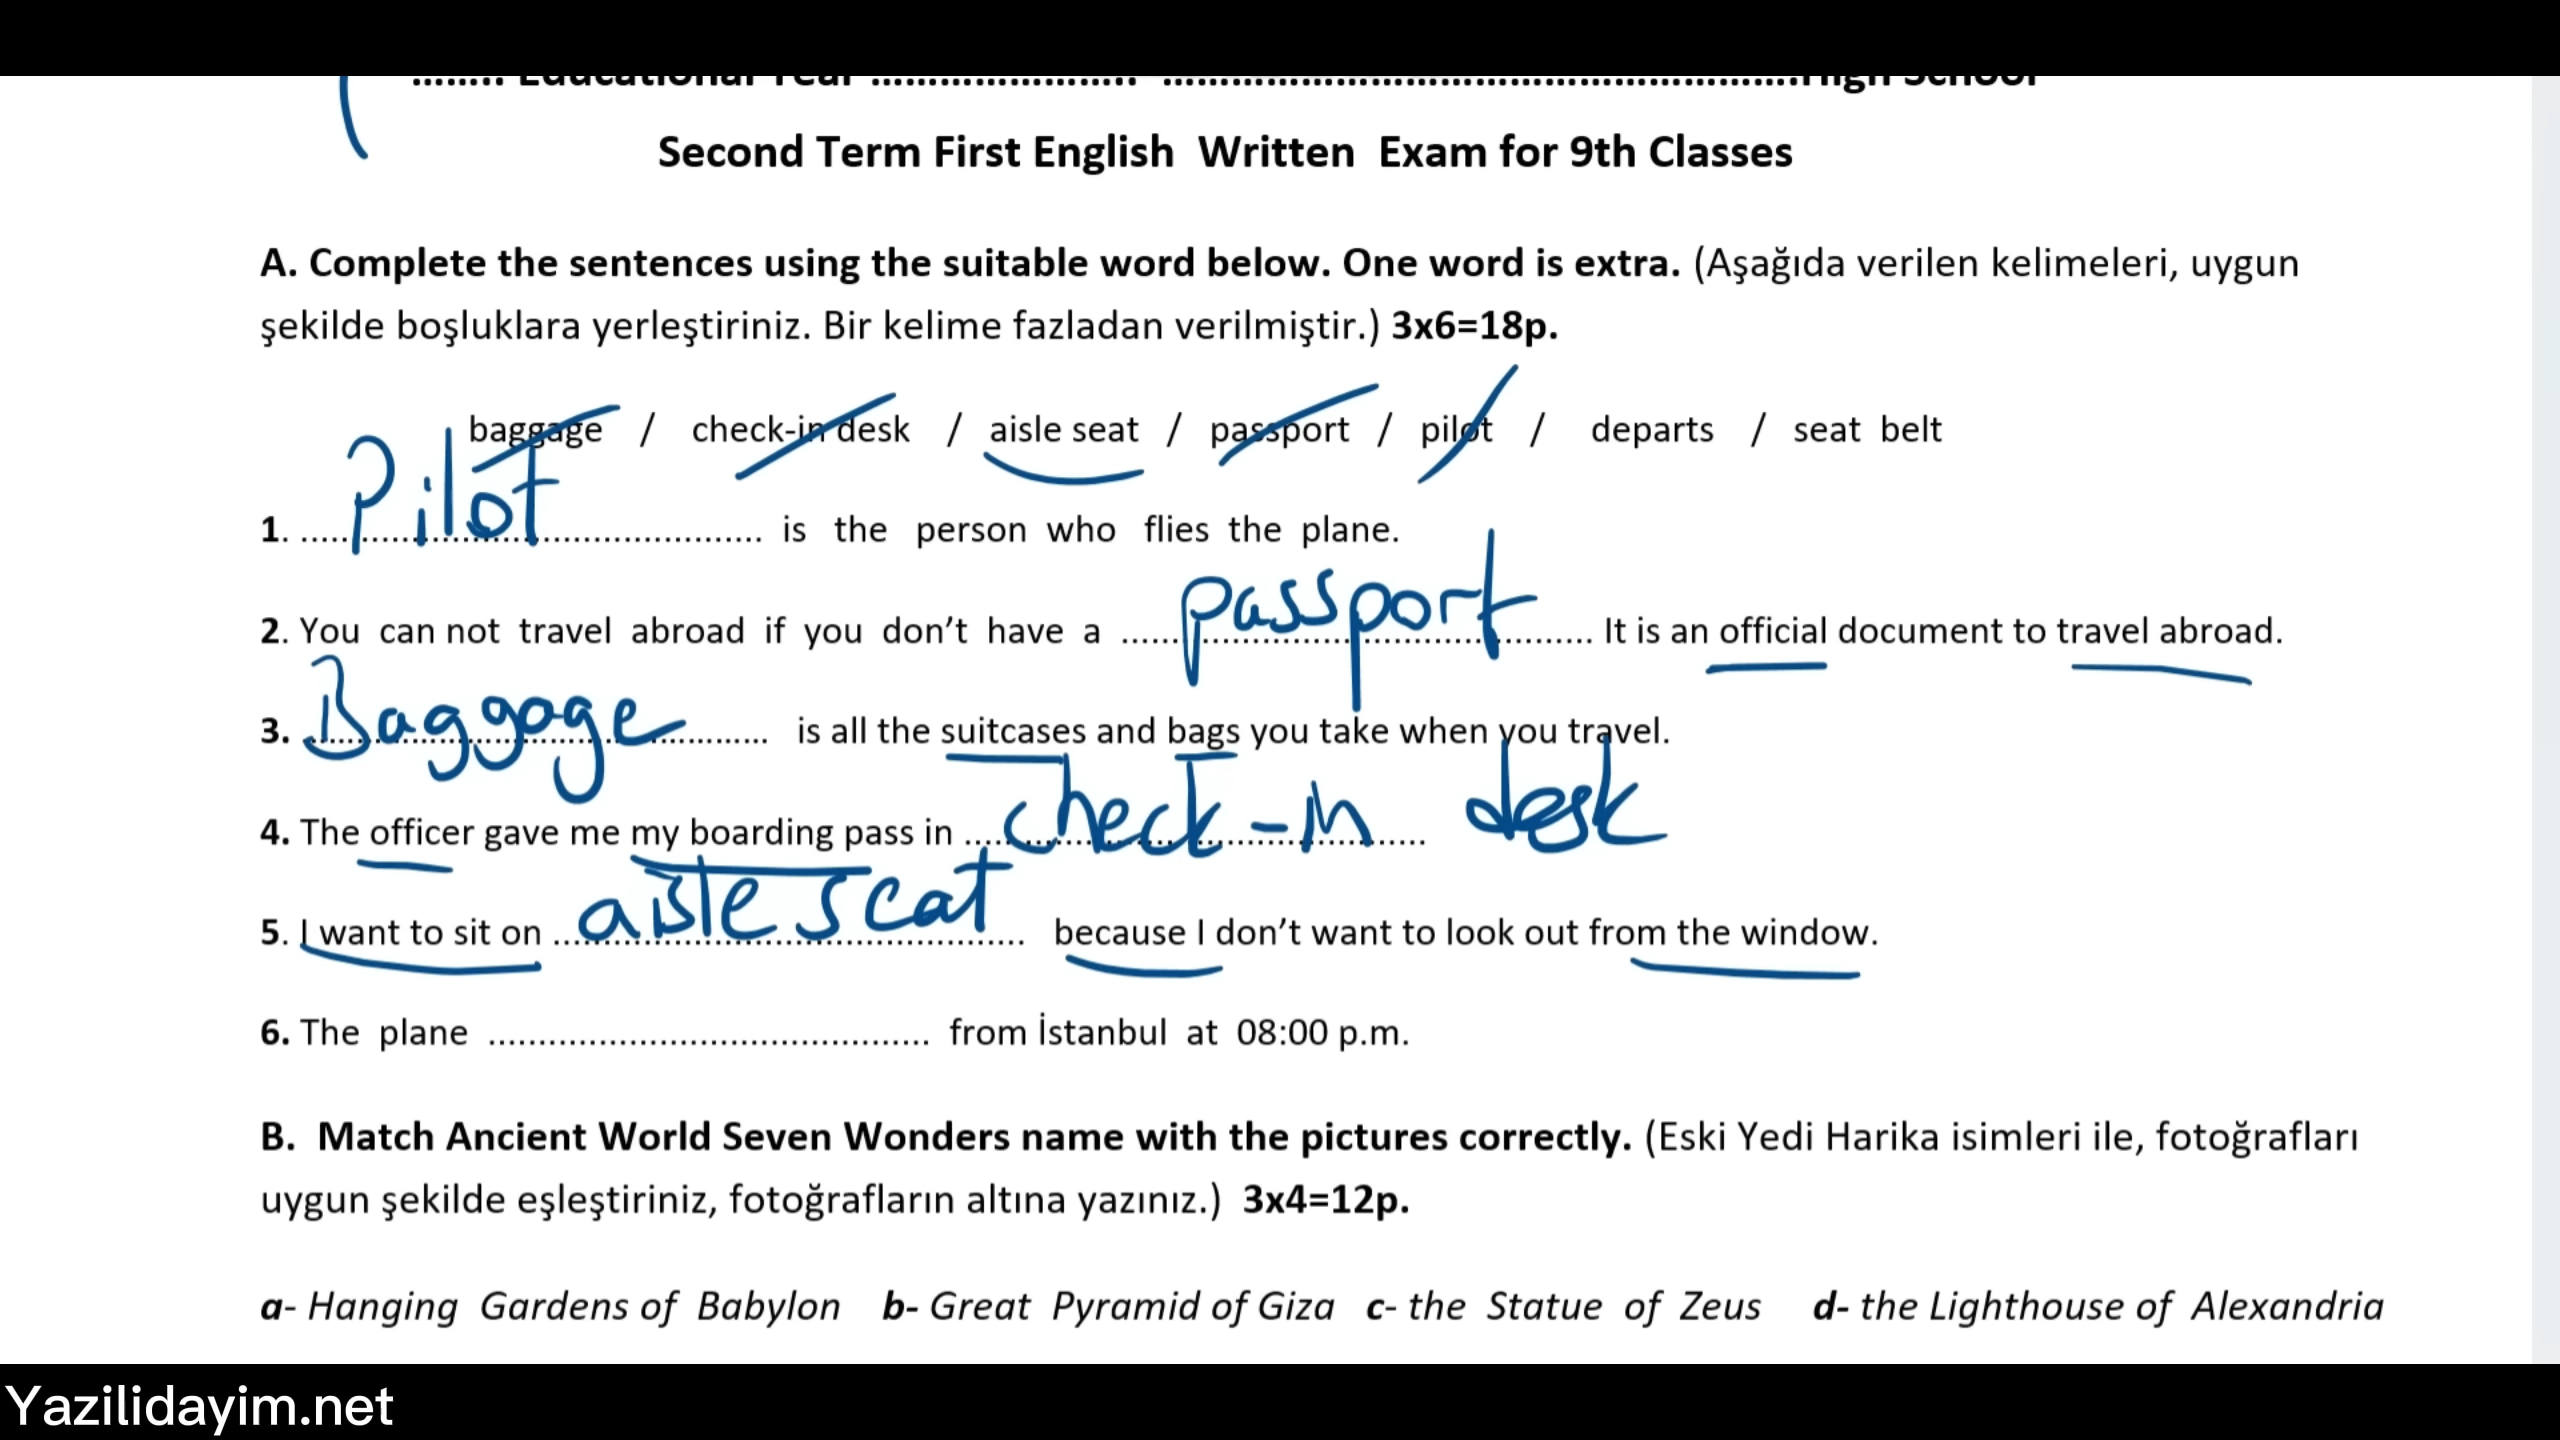 ........ Educational Year ........................ ........................................................High School
Second Term First English Written Exam for 9th Classes
A. Complete the sentences using the suitable word below. One word is extra. (Aşağıda verilen kelimeleri, uygun
şekilde boşluklara yerleştiriniz. Bir kelime fazladan verilmiştir.) 3x6=18p.
baggage / check-in desk / aisle seat / passport / pilot / departs / seat belt
1. Pilot is the person who flies the plane.
2. You can not travel abroad if you don’t have a passport It is an official document to travel abroad.
3. Baggage is all the suitcases and bags you take when you travel.
4. The officer gave me my boarding pass in check-in desk
5. I want to sit on aisle seat because I don’t want to look out from the window.
6. The plane ............................................ from İstanbul at 08:00 p.m.
B. Match Ancient World Seven Wonders name with the pictures correctly. (Eski Yedi Harika isimleri ile, fotoğrafları
uygun şekilde eşleştiriniz, fotoğrafların altına yazınız.) 3x4=12p.
a- Hanging Gardens of Babylon b- Great Pyramid of Giza c- the Statue of Zeus d- the Lighthouse of Alexandria
Yazilidayim.net